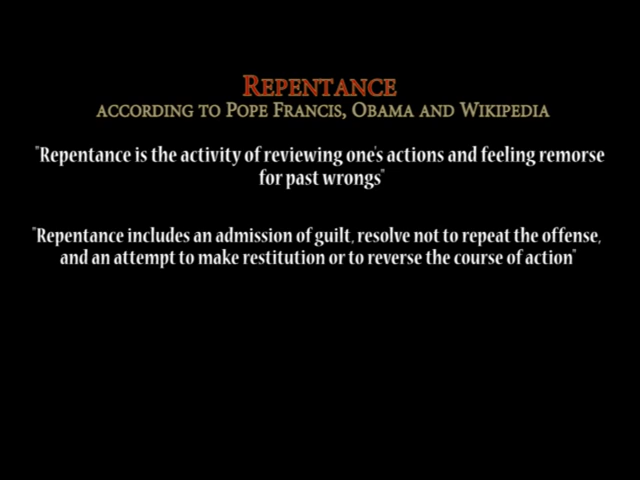 REPENTANCE
ACCORDING TO POPE FRANCIS, OBAMA AND WIKIPEDIA
"Repentance is the activity of reviewing one's actions and feeling remorse
for past wrongs"
"Repentance includes an admission of guilt, resolve not to repeat the offense,
and an attempt to make restitution or to reverse the course of action"